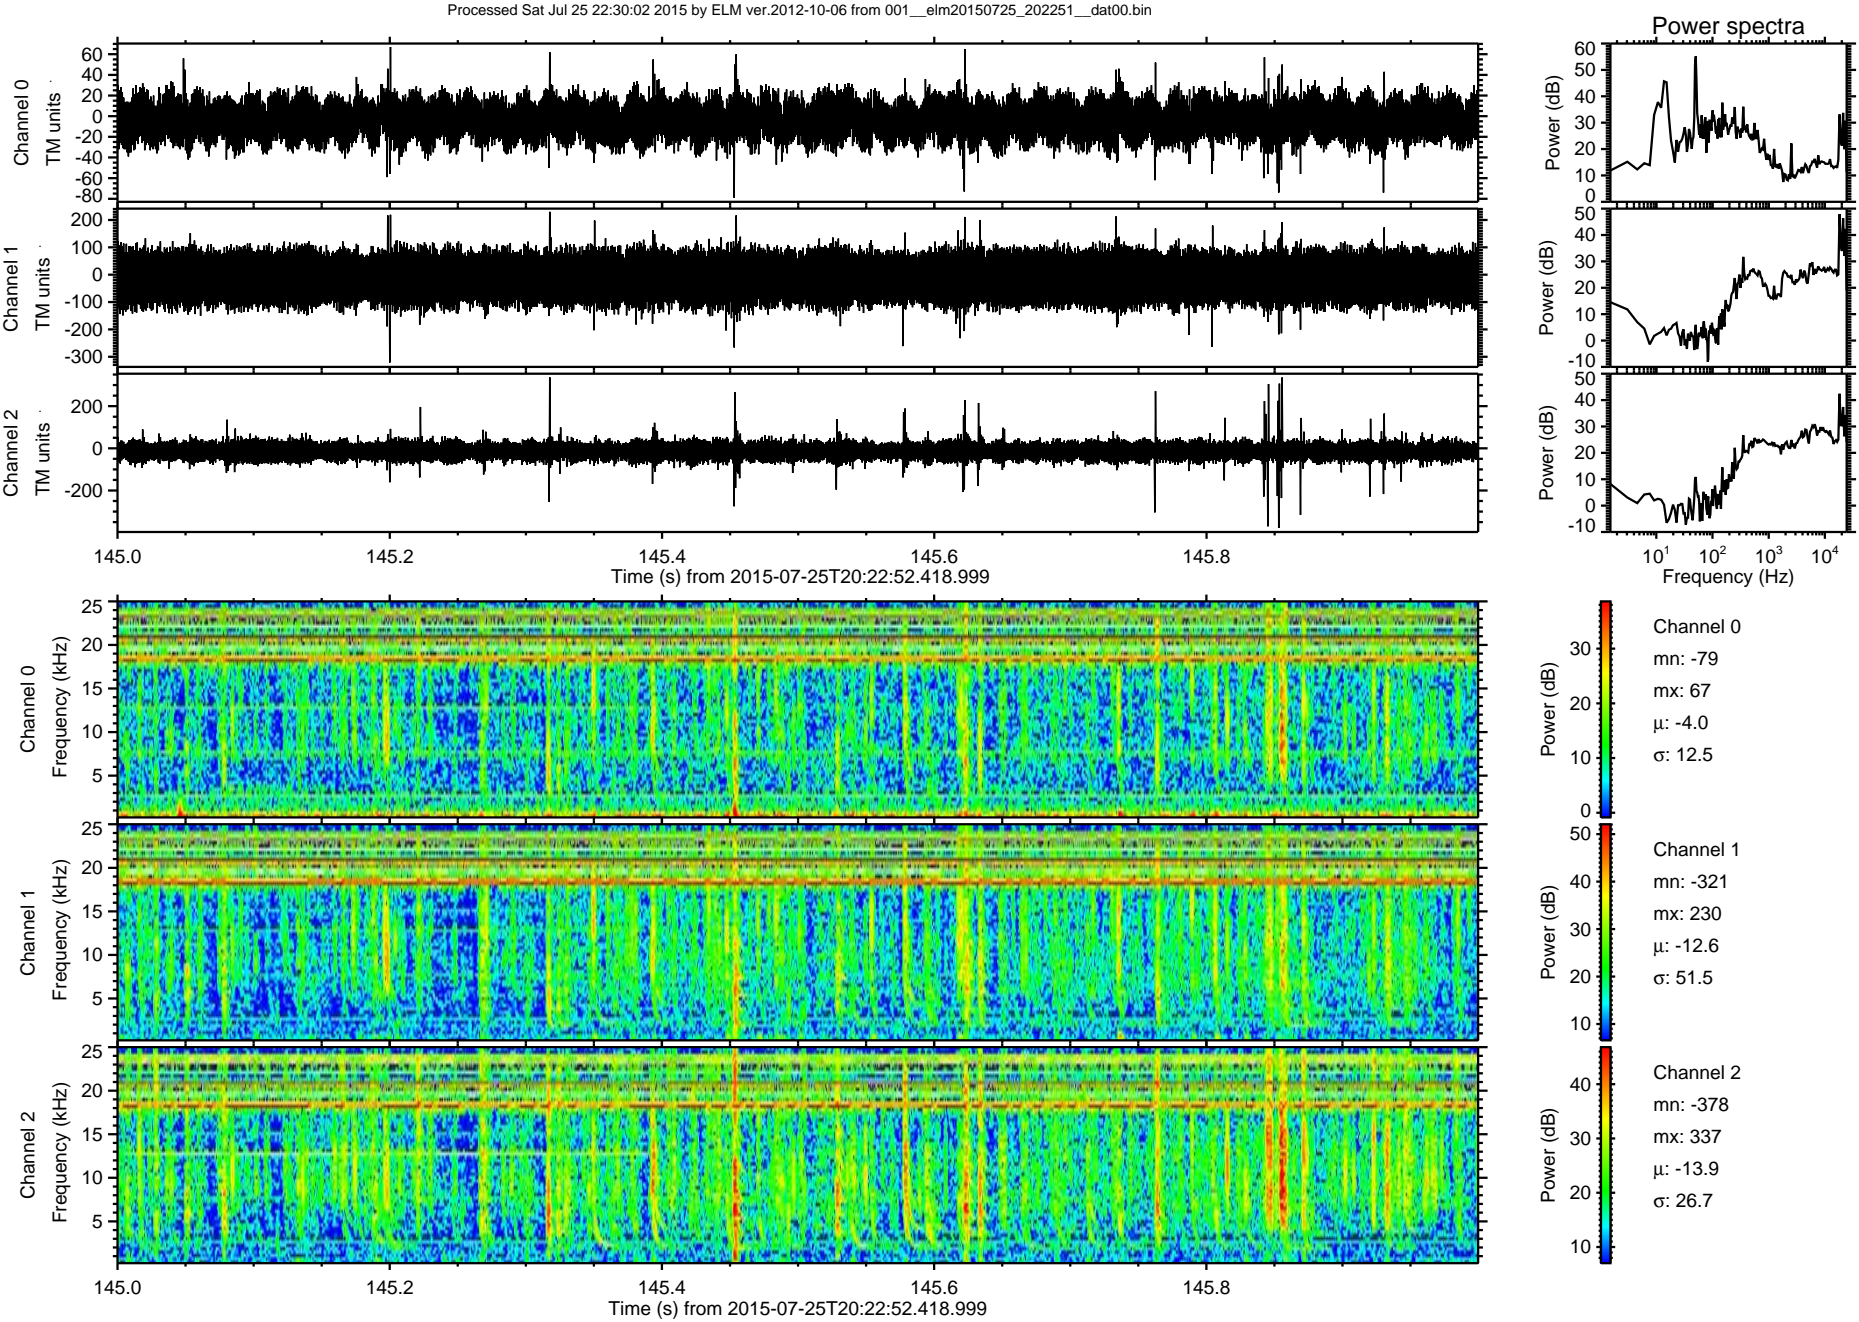 Processed Sat Jul 25 22:30:02 2015 by ELM ver.2012-10-06 from 001__elm20150725_202251__dat00.bin
Power spectra
Channel 0
TM units
60
40
20
0
-20
-40
-60
-80
Power (dB)
60
50
40
30
20
10
0
Channel 1
TM units
200
100
0
-100
-200
-300
Power (dB)
50
40
30
20
10
0
-10
Channel 2
TM units
200
0
-200
Power (dB)
50
40
30
20
10
0
-10
145.0 145.2 145.4 145.6 145.8
Time (s) from 2015-07-25T20:22:52.418.999
10¹ 10² 10³ 10⁴
Frequency (Hz)
Channel 0
Frequency (kHz)
25
20
15
10
5
Power (dB)
30
20
10
0
Channel 0
mn: -79
mx: 67
μ: -4.0
σ: 12.5
Channel 1
Frequency (kHz)
25
20
15
10
5
Power (dB)
50
40
30
20
10
Channel 1
mn: -321
mx: 230
μ: -12.6
σ: 51.5
Channel 2
Frequency (kHz)
25
20
15
10
5
Power (dB)
40
30
20
10
Channel 2
mn: -378
mx: 337
μ: -13.9
σ: 26.7
145.0 145.2 145.4 145.6 145.8
Time (s) from 2015-07-25T20:22:52.418.999